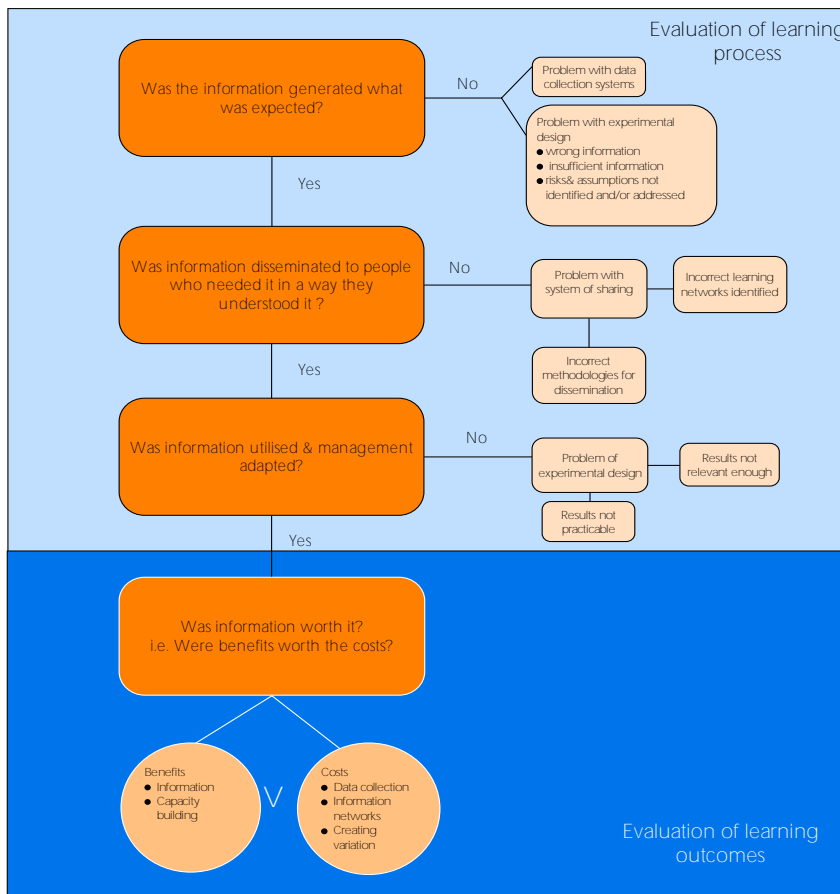 Evaluation of learning
process
Was the information generated what
was expected?
No
Problem with data
collection systems
Problem with experimental
design
● wrong information
● insufficient information
● risks& assumptions not
identified and/or addressed
Yes
Was information disseminated to people
who needed it in a way they
understood it ?
No
Problem with
system of sharing
Incorrect learning
networks identified
Incorrect
methodologies for
dissemination
Yes
Was information utilised & management
adapted?
No
Problem of
experimental design
Results not
relevant enough
Results not
practicable
Yes
Was information worth it?
i.e. Were benefits worth the costs?
Benefits
● Information
● Capacity
building
V
Costs
● Data collection
● Information
networks
● Creating
variation
Evaluation of learning
outcomes